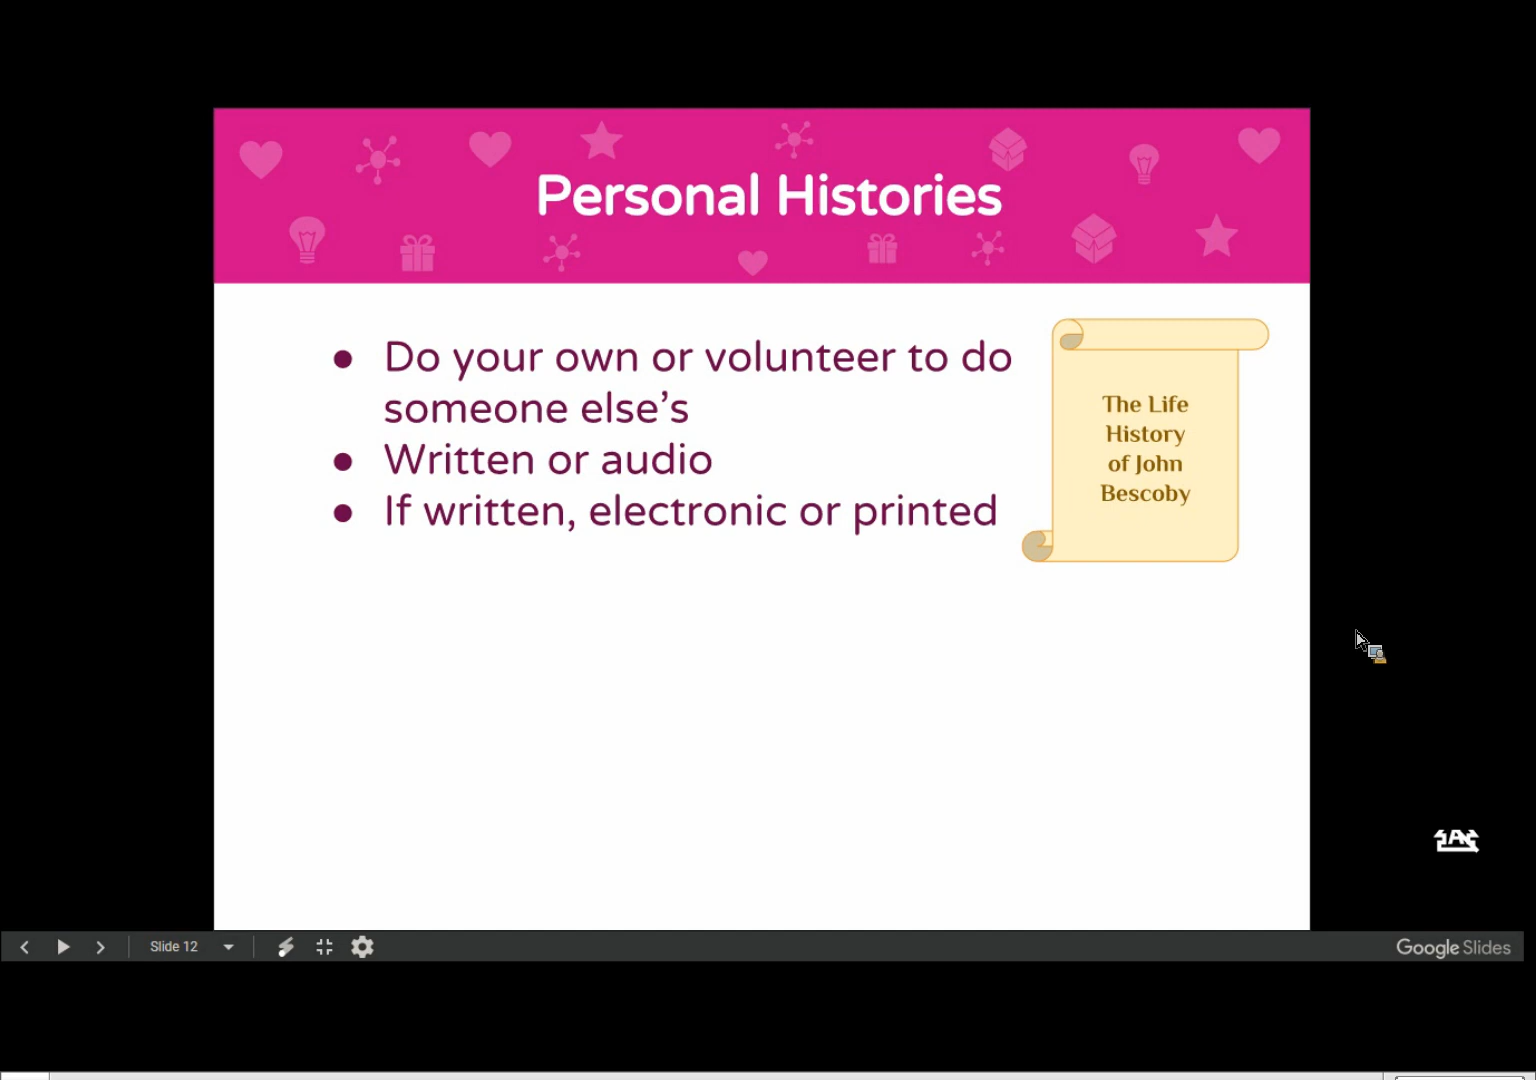 Personal Histories
● Do your own or volunteer to do
someone else’s
● Written or audio
● If written, electronic or printed
The Life
History
of John
Bescoby
Slide 12
Google Slides